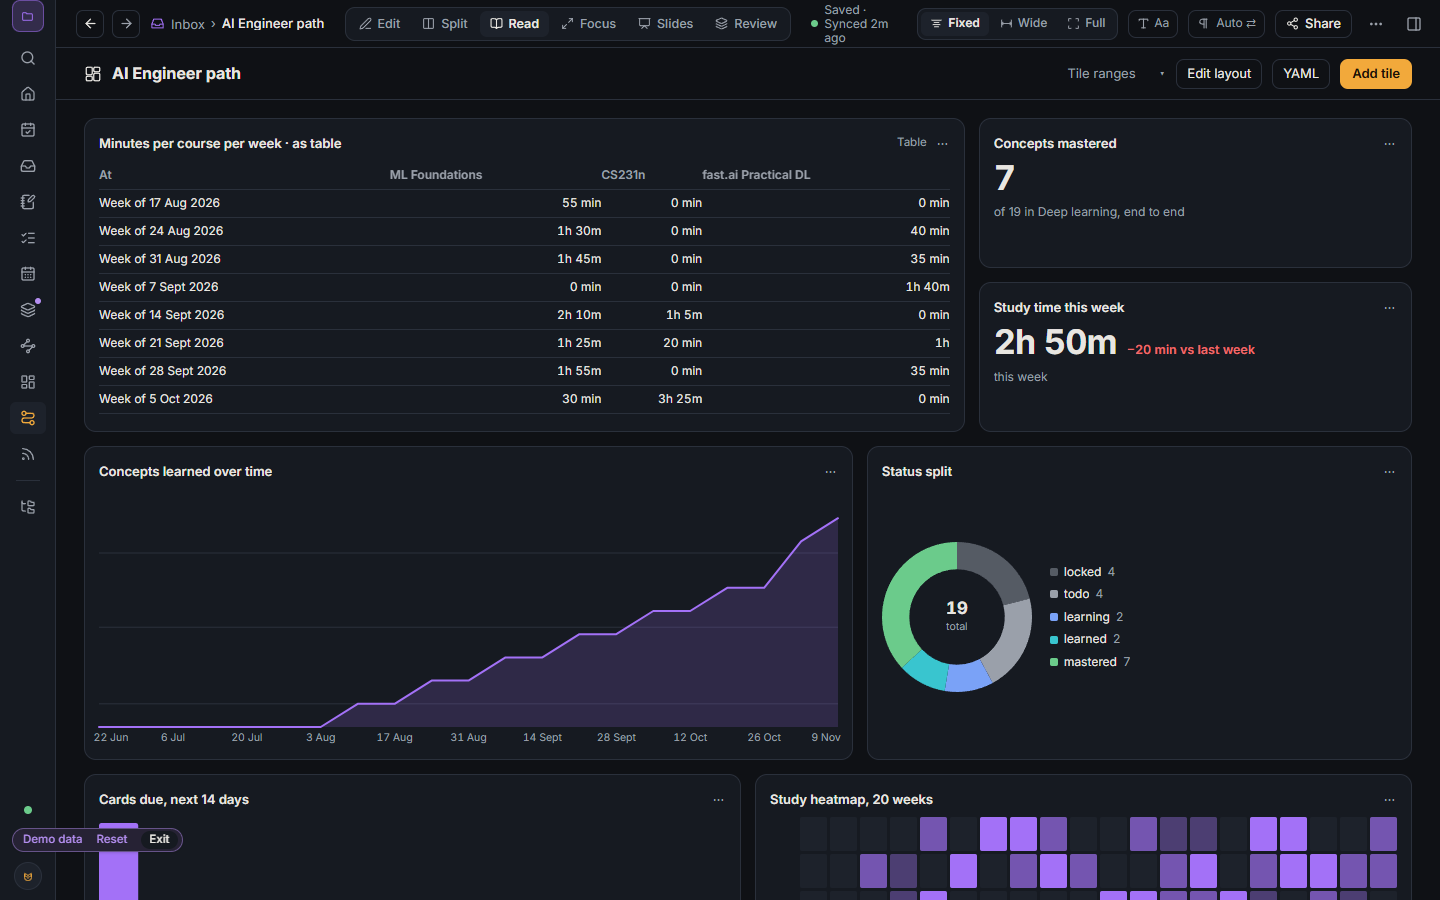 Inbox › AI Engineer path
Edit Split Read Focus Slides Review
Saved ·
Synced 2m
ago
Fixed Wide Full
Aa
Auto
Share
AI Engineer path
Tile ranges
Edit layout
YAML
Add tile
Minutes per course per week · as table
Table
At ML Foundations CS231n fast.ai Practical DL
Week of 17 Aug 2026 55 min 0 min 0 min
Week of 24 Aug 2026 1h 30m 0 min 40 min
Week of 31 Aug 2026 1h 45m 0 min 35 min
Week of 7 Sept 2026 0 min 0 min 1h 40m
Week of 14 Sept 2026 2h 10m 1h 5m 0 min
Week of 21 Sept 2026 1h 25m 20 min 1h
Week of 28 Sept 2026 1h 55m 0 min 35 min
Week of 5 Oct 2026 30 min 3h 25m 0 min
Concepts mastered
7
of 19 in Deep learning, end to end
Study time this week
2h 50m −20 min vs last week
this week
Concepts learned over time
22 Jun 6 Jul 20 Jul 3 Aug 17 Aug 31 Aug 14 Sept 28 Sept 12 Oct 26 Oct 9 Nov
Status split
19
total
locked 4
todo 4
learning 2
learned 2
mastered 7
Cards due, next 14 days
Study heatmap, 20 weeks
Demo data Reset Exit